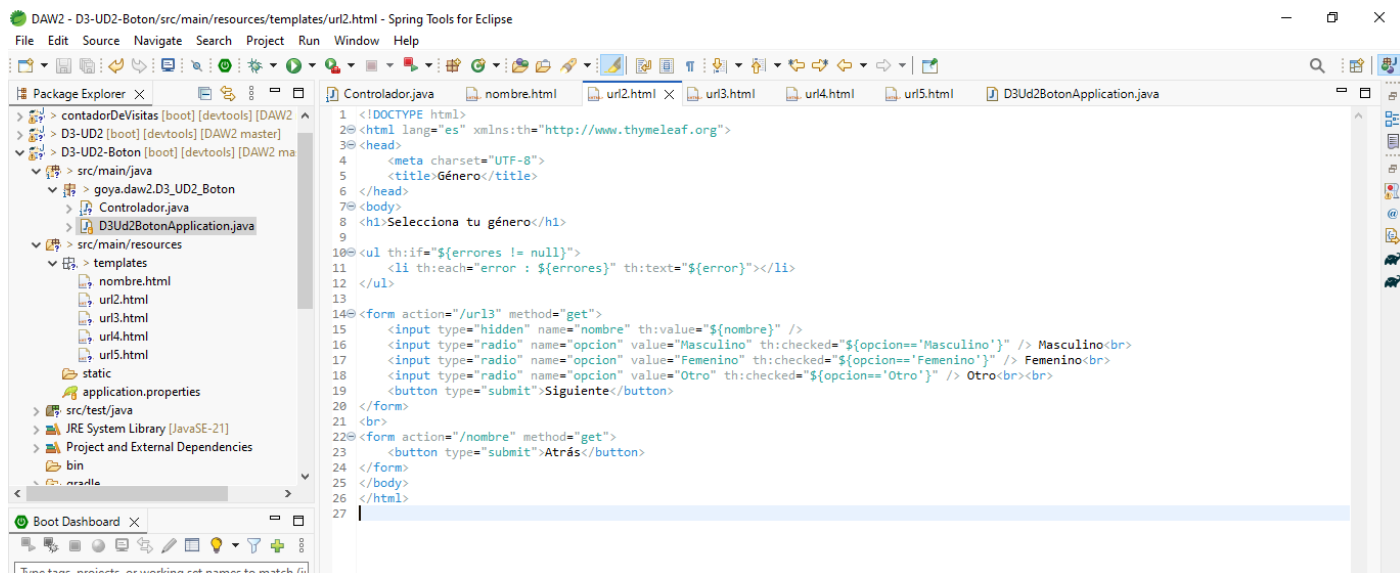 DAW2 - D3-UD2-Boton/src/main/resources/templates/url2.html - Spring Tools for Eclipse
File Edit Source Navigate Search Project Run Window Help
Package Explorer
> contadorDeVisitas [boot] [devtools] [DAW2
> D3-UD2 [boot] [devtools] [DAW2 master]
> D3-UD2-Boton [boot] [devtools] [DAW2 ma
> src/main/java
> goya.daw2.D3_UD2_Boton
Controlador.java
D3Ud2BotonApplication.java
> src/main/resources
> templates
nombre.html
url2.html
url3.html
url4.html
url5.html
static
application.properties
src/test/java
JRE System Library [JavaSE-21]
Project and External Dependencies
bin
gradle
Boot Dashboard
Type tags, projects, or working set names to match (i
Controlador.java nombre.html url2.html url3.html url4.html url5.html D3Ud2BotonApplication.java
1 <!DOCTYPE html>
2 <html lang="es" xmlns:th="http://www.thymeleaf.org">
3 <head>
4 <meta charset="UTF-8">
5 <title>Género</title>
6 </head>
7 <body>
8 <h1>Selecciona tu género</h1>
9
10 <ul th:if="${errores != null}">
11 <li th:each="error : ${errores}" th:text="${error}"></li>
12 </ul>
13
14 <form action="/url3" method="get">
15 <input type="hidden" name="nombre" th:value="${nombre}" />
16 <input type="radio" name="opcion" value="Masculino" th:checked="${opcion=='Masculino'}" /> Masculino<br>
17 <input type="radio" name="opcion" value="Femenino" th:checked="${opcion=='Femenino'}" /> Femenino<br>
18 <input type="radio" name="opcion" value="Otro" th:checked="${opcion=='Otro'}" /> Otro<br><br>
19 <button type="submit">Siguiente</button>
20 </form>
21 <br>
22 <form action="/nombre" method="get">
23 <button type="submit">Atrás</button>
24 </form>
25 </body>
26 </html>
27